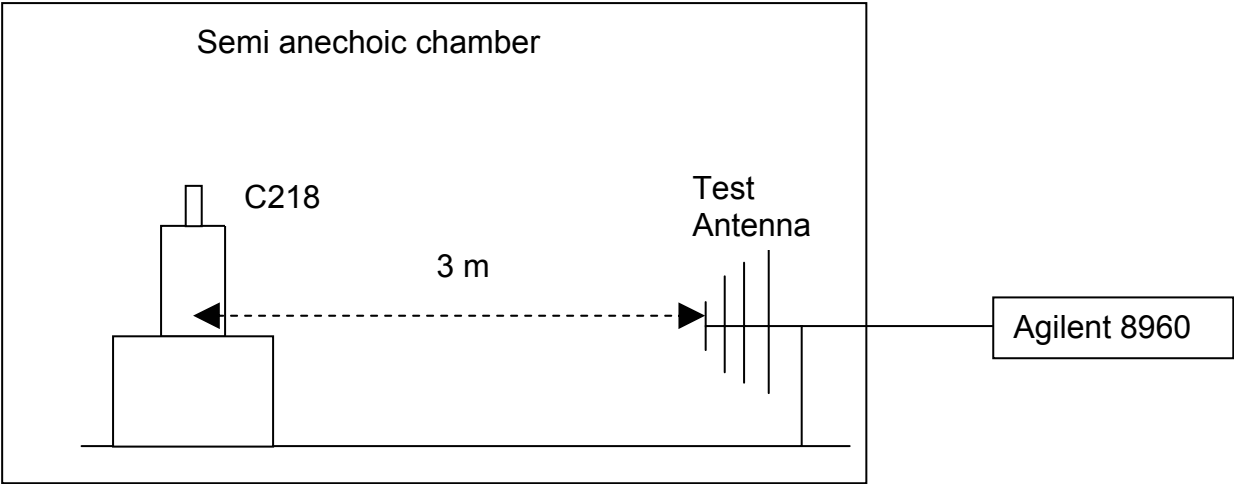 Semi anechoic chamber
C218
Test
Antenna
3 m
Agilent 8960